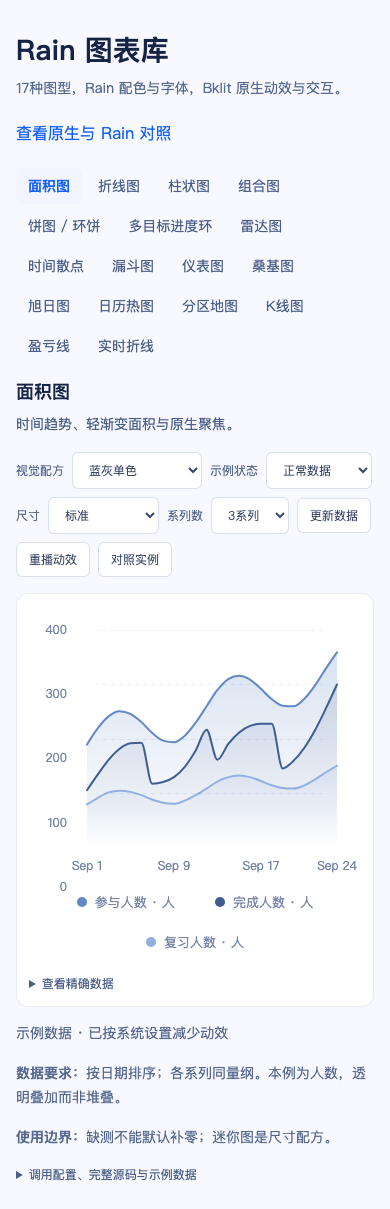 Rain 图表库
17种图型，Rain 配色与字体，Bklit 原生动效与交互。
查看原生与 Rain 对照
面积图 折线图 柱状图 组合图
饼图 / 环饼 多目标进度环 雷达图
时间散点 漏斗图 仪表图 桑基图
旭日图 日历热图 分区地图 K线图
盈亏线 实时折线
面积图
时间趋势、轻渐变面积与原生聚焦。
视觉配方 蓝灰单色 示例状态 正常数据
尺寸 标准 系列数 3系列 更新数据
重播动效 对照实例
400
300
200
100
0
Sep 1 Sep 9 Sep 17 Sep 24
参与人数 · 人 完成人数 · 人
复习人数 · 人
查看精确数据
示例数据 · 已按系统设置减少动效
数据要求：按日期排序；各系列同量纲。本例为人数，透
明叠加而非堆叠。
使用边界：缺测不能默认补零；迷你图是尺寸配方。
调用配置、完整源码与示例数据